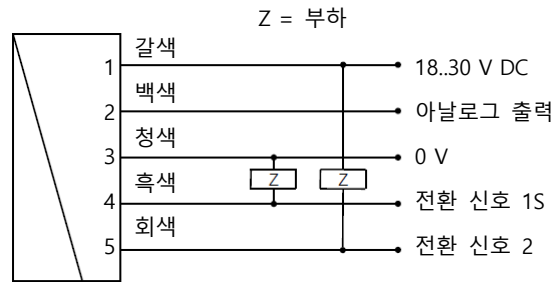 Z = 부하
갈색
1
18..30 V DC
백색
2
아날로그 출력
청색
3
0 V
Z
Z
흑색
4
전환 신호 1S
회색
5
전환 신호 2